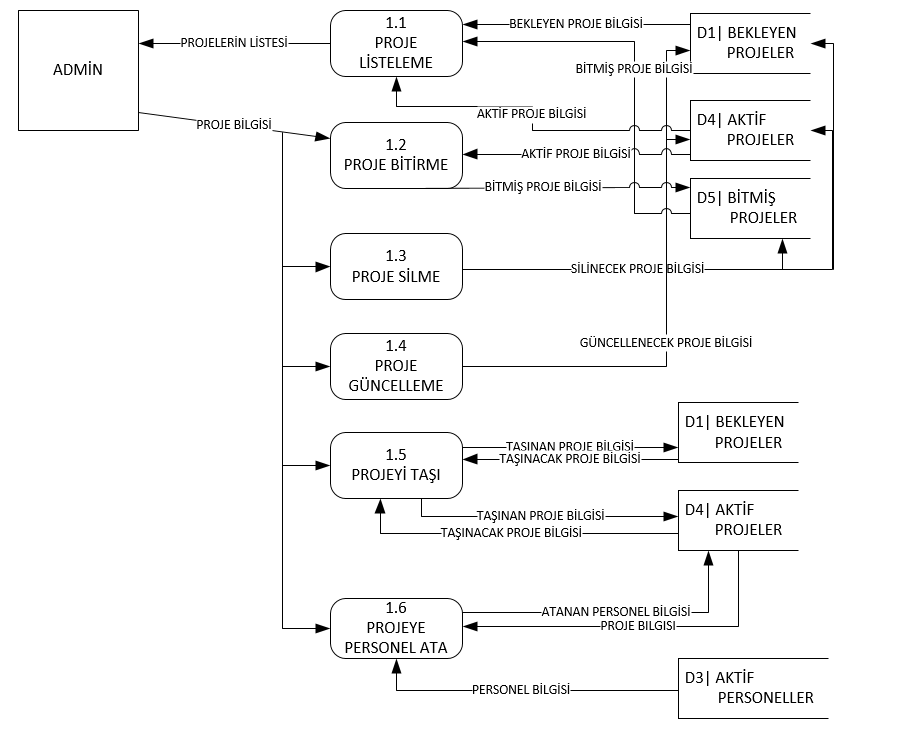 ADMİN
PROJELERİN LİSTESİ
PROJE BİLGİSİ
1.1
PROJE
LİSTELEME
BEKLEYEN PROJE BİLGİSİ
D1| BEKLEYEN
PROJELER
BİTMİŞ PROJE BİLGİSİ
AKTİF PROJE BİLGİSİ
D4| AKTİF
PROJELER
1.2
PROJE BİTİRME
AKTİF PROJE BİLGİSİ
BİTMİŞ PROJE BİLGİSİ
D5| BİTMİŞ
PROJELER
1.3
PROJE SİLME
SİLİNECEK PROJE BİLGİSİ
1.4
PROJE
GÜNCELLEME
GÜNCELLENECEK PROJE BİLGİSİ
1.5
PROJEYİ TAŞI
TAŞINAN PROJE BİLGİSİ
TAŞINACAK PROJE BİLGİSİ
D1| BEKLEYEN
PROJELER
TAŞINAN PROJE BİLGİSİ
TAŞINACAK PROJE BİLGİSİ
D4| AKTİF
PROJELER
1.6
PROJEYE
PERSONEL ATA
ATANAN PERSONEL BİLGİSİ
PROJE BİLGISI
PERSONEL BİLGİSİ
D3| AKTİF
PERSONELLER